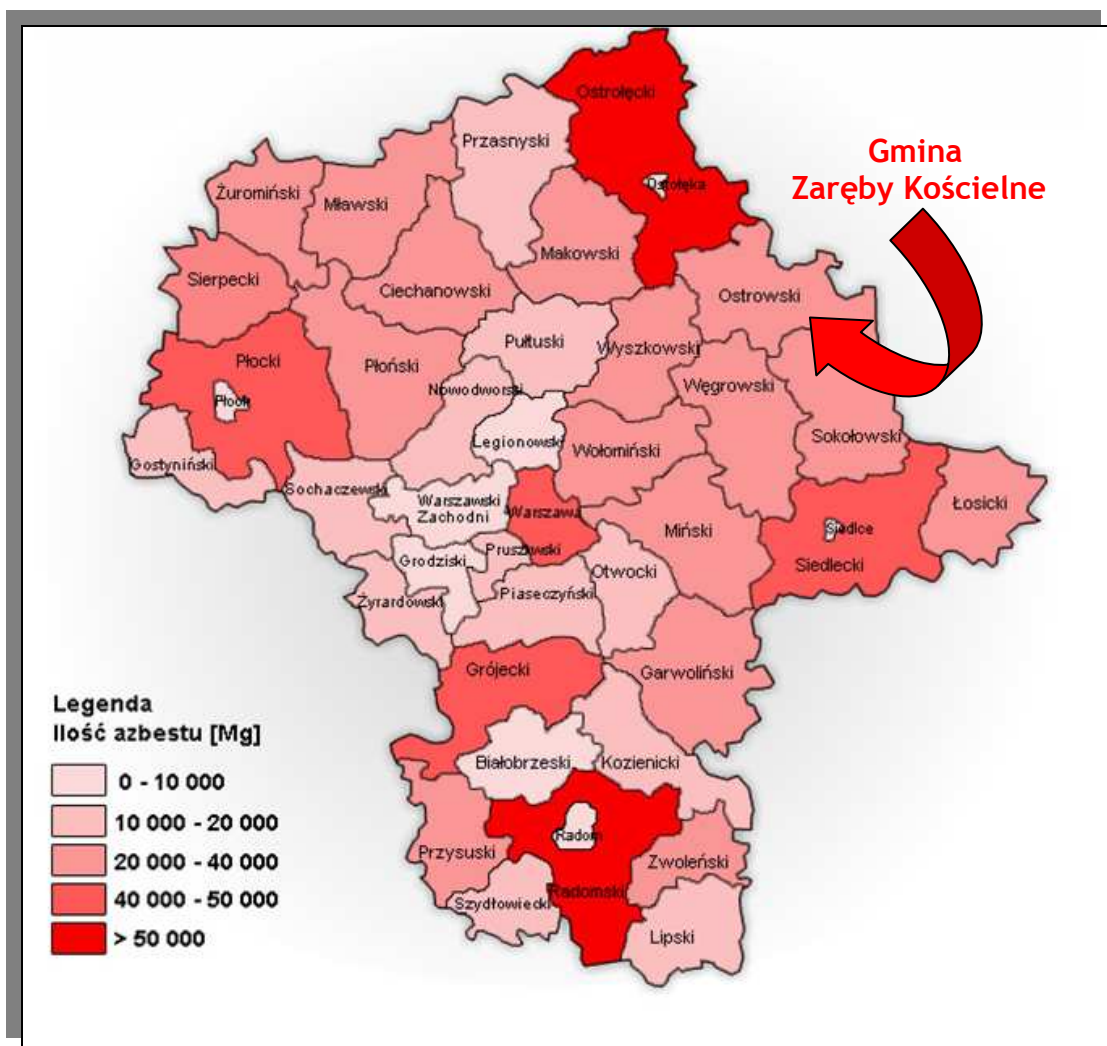 Ostrołęcki
Przasnyski
Gmina
Zaręby Kościelne
Ostołęka
Żuromiński
Mławski
Makowski
Sierpecki
Ciechanowski
Ostrowski
Pułtuski
Wyszkowski
Płocki
Płoński
Nowodworski
Węgrowski
Płock
Legionowski
Wołomiński
Sokołowski
Gostyniński
Sochaczewski
Warszawski
Zachodni
Warszawa
Miński
Siedlce
Łosicki
Siedlecki
Pruszkowski
Grodziski
Otwocki
Piaseczyński
Żyrardowski
Grójecki
Garwoliński
Legenda
Ilość azbestu [Mg]
Białobrzeski
Kozienicki
0 - 10 000
10 000 - 20 000
20 000 - 40 000
40 000 - 50 000
> 50 000
Radom
Przysuski
Zwoleński
Radomski
Szydłowiecki
Lipski